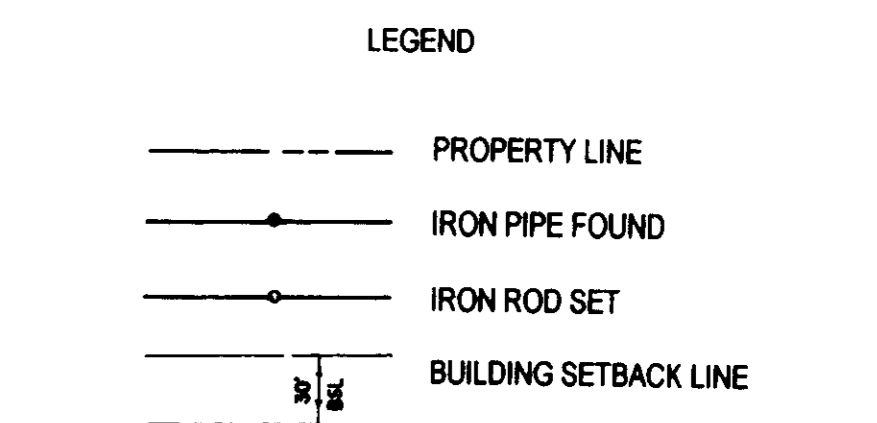 LEGEND
PROPERTY LINE
IRON PIPE FOUND
IRON ROD SET
BUILDING SETBACK LINE
30'
BSL